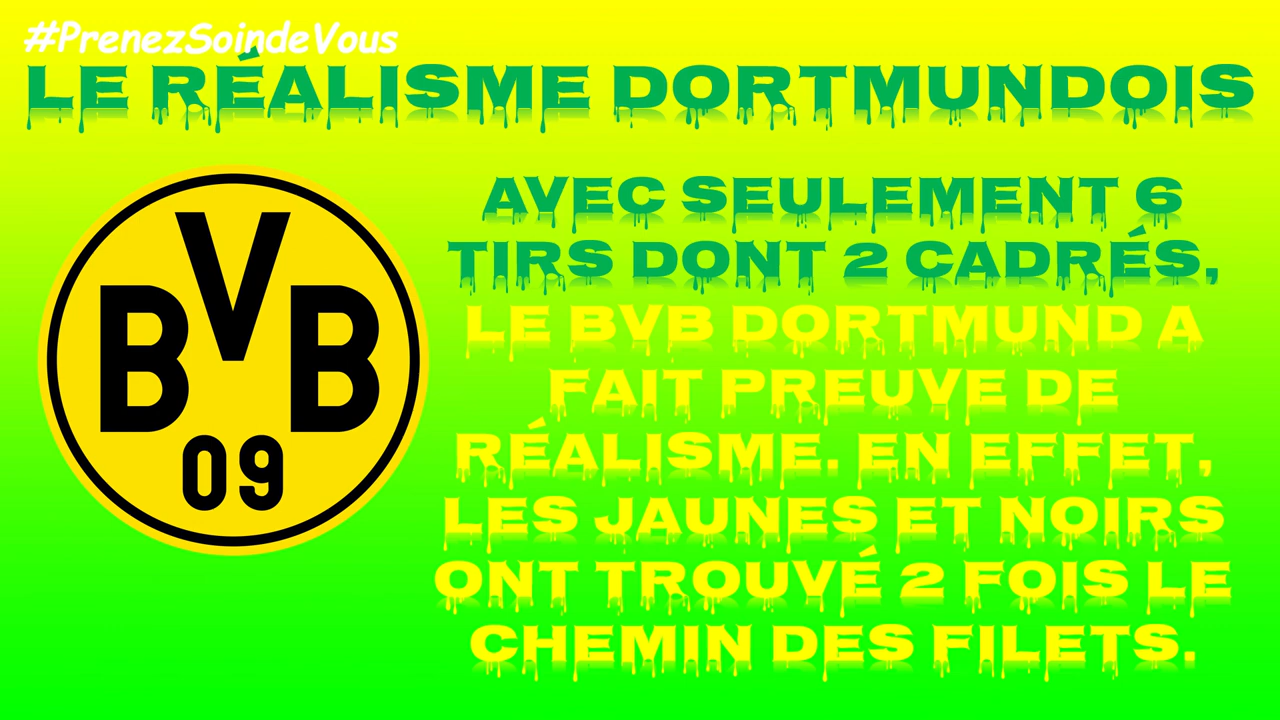 #PrenezSoindeVous
LE RÉALISME DORTMUNDOIS
AVEC SEULEMENT 6
TIRS DONT 2 CADRÉS,
LE BVB DORTMUND A
FAIT PREUVE DE
RÉALISME. EN EFFET,
LES JAUNES ET NOIRS
ONT TROUVÉ 2 FOIS LE
CHEMIN DES FILETS.
BVB
09